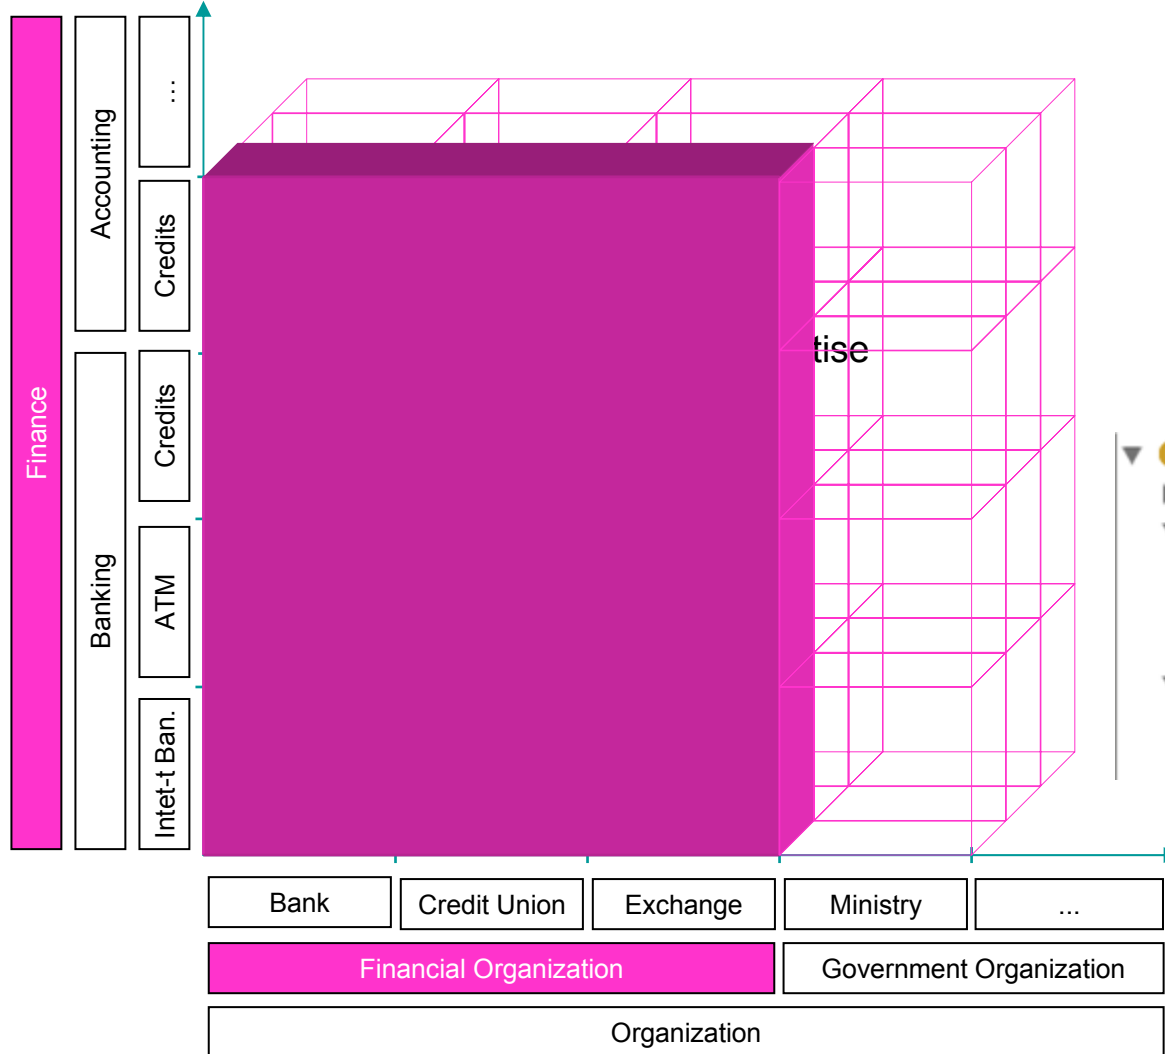 Finance
Accounting
Banking
...
Credits
Credits
ATM
Intet-t Ban.
tise
Bank
Credit Union
Exchange
Ministry
...
Financial Organization
Government Organization
Organization